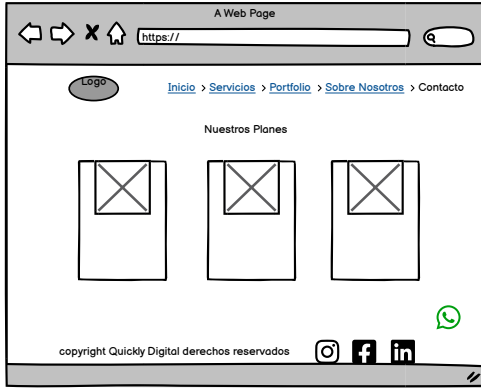 A Web Page
https://
Logo
Inicio > Servicios > Portfolio > Sobre Nosotros > Contacto
Nuestros Planes
copyright Quickly Digital derechos reservados